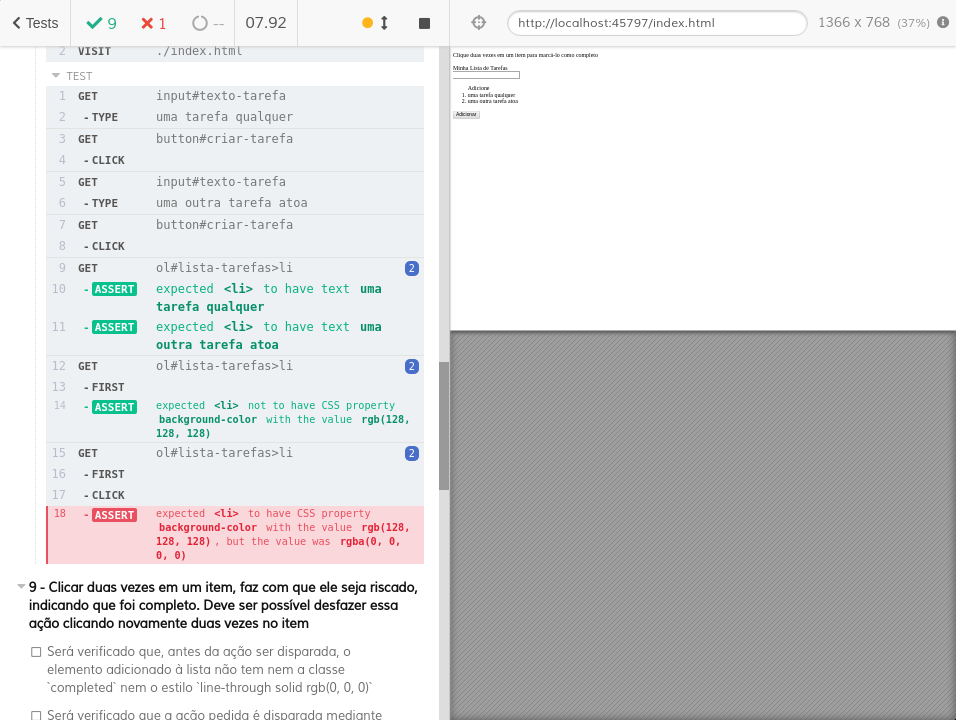 Tests 9 1 -- 07.92
http://localhost:45797/index.html 1366 x 768 (37%)
2 VISIT ./index.html
TEST
1 GET input#texto-tarefa
2 -TYPE uma tarefa qualquer
3 GET button#criar-tarefa
4 -CLICK
5 GET input#texto-tarefa
6 -TYPE uma outra tarefa atoa
7 GET button#criar-tarefa
8 -CLICK
9 GET ol#lista-tarefas>li 2
10 -ASSERT expected <li> to have text uma
tarefa qualquer
11 -ASSERT expected <li> to have text uma
outra tarefa atoa
12 GET ol#lista-tarefas>li 2
13 -FIRST
14 -ASSERT expected <li> not to have CSS property
background-color with the value rgb(128,
128, 128)
15 GET ol#lista-tarefas>li 2
16 -FIRST
17 -CLICK
18 -ASSERT expected <li> to have CSS property
background-color with the value rgb(128,
128, 128) , but the value was rgba(0, 0,
0, 0)
9 - Clicar duas vezes em um item, faz com que ele seja riscado,
indicando que foi completo. Deve ser possível desfazer essa
ação clicando novamente duas vezes no item
Será verificado que, antes da ação ser disparada, o
elemento adicionado à lista não tem nem a classe
`completed` nem o estilo `line-through solid rgb(0, 0, 0)`
Será verificado que a ação pedida é disparada mediante
Clique duas vezes em um item para marcá-lo como completo
Minha Lista de Tarefas
Adicione
1. uma tarefa qualquer
2. uma outra tarefa atoa
Adicionar